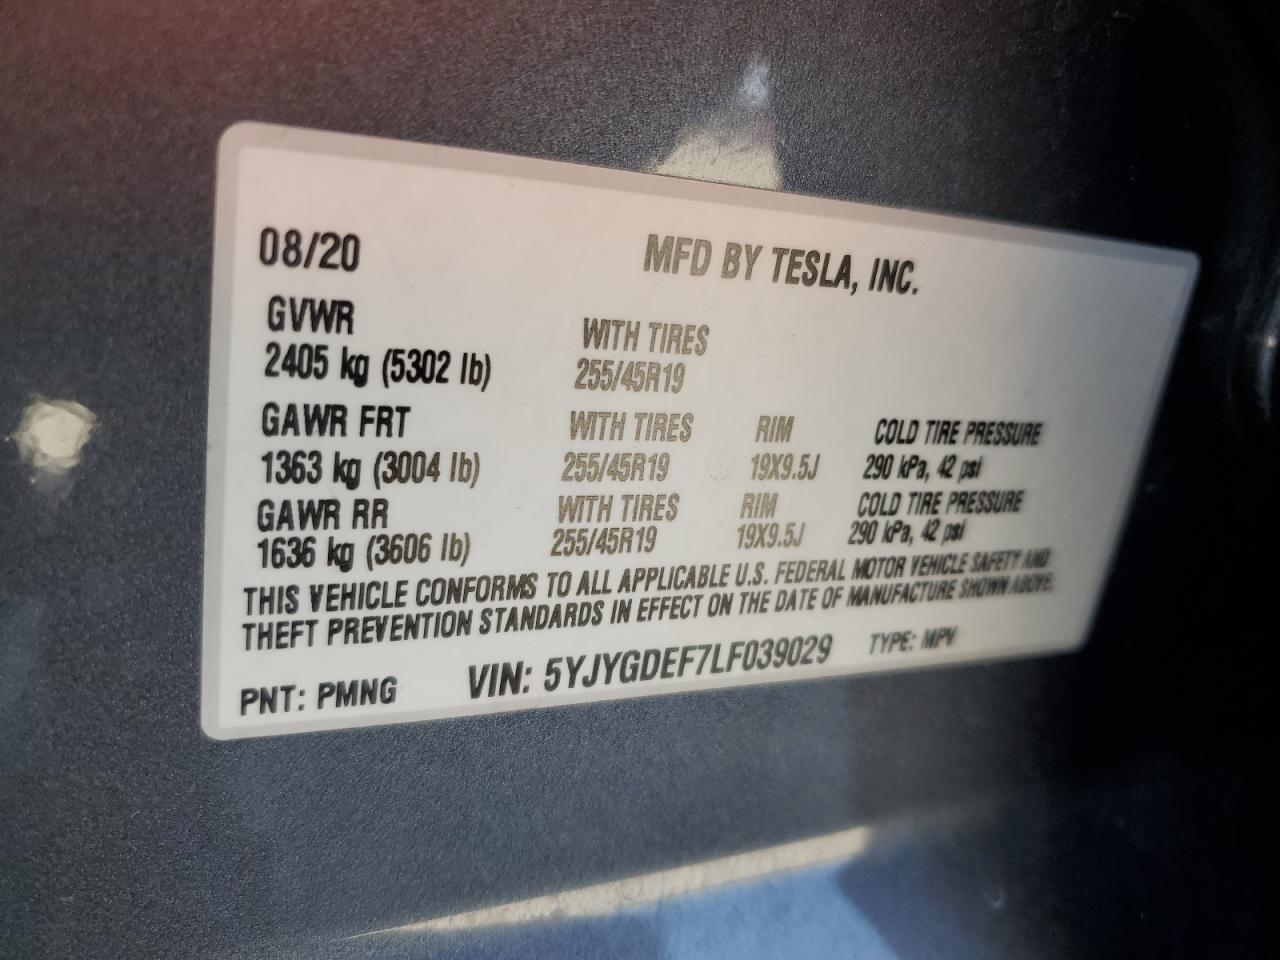 08/20 MFD BY TESLA, INC.
GVWR WITH TIRES
2405 kg (5302 lb) 255/45R19
GAWR FRT WITH TIRES RIM COLD TIRE PRESSURE
1363 kg (3004 lb) 255/45R19 19X9.5J 290 kPa, 42 psi
GAWR RR WITH TIRES RIM COLD TIRE PRESSURE
1636 kg (3606 lb) 255/45R19 19X9.5J 290 kPa, 42 psi
THIS VEHICLE CONFORMS TO ALL APPLICABLE U.S. FEDERAL MOTOR VEHICLE SAFETY AND
THEFT PREVENTION STANDARDS IN EFFECT ON THE DATE OF MANUFACTURE SHOWN ABOVE.
PNT: PMNG VIN: 5YJYGDEF7LF039029 TYPE: MPV